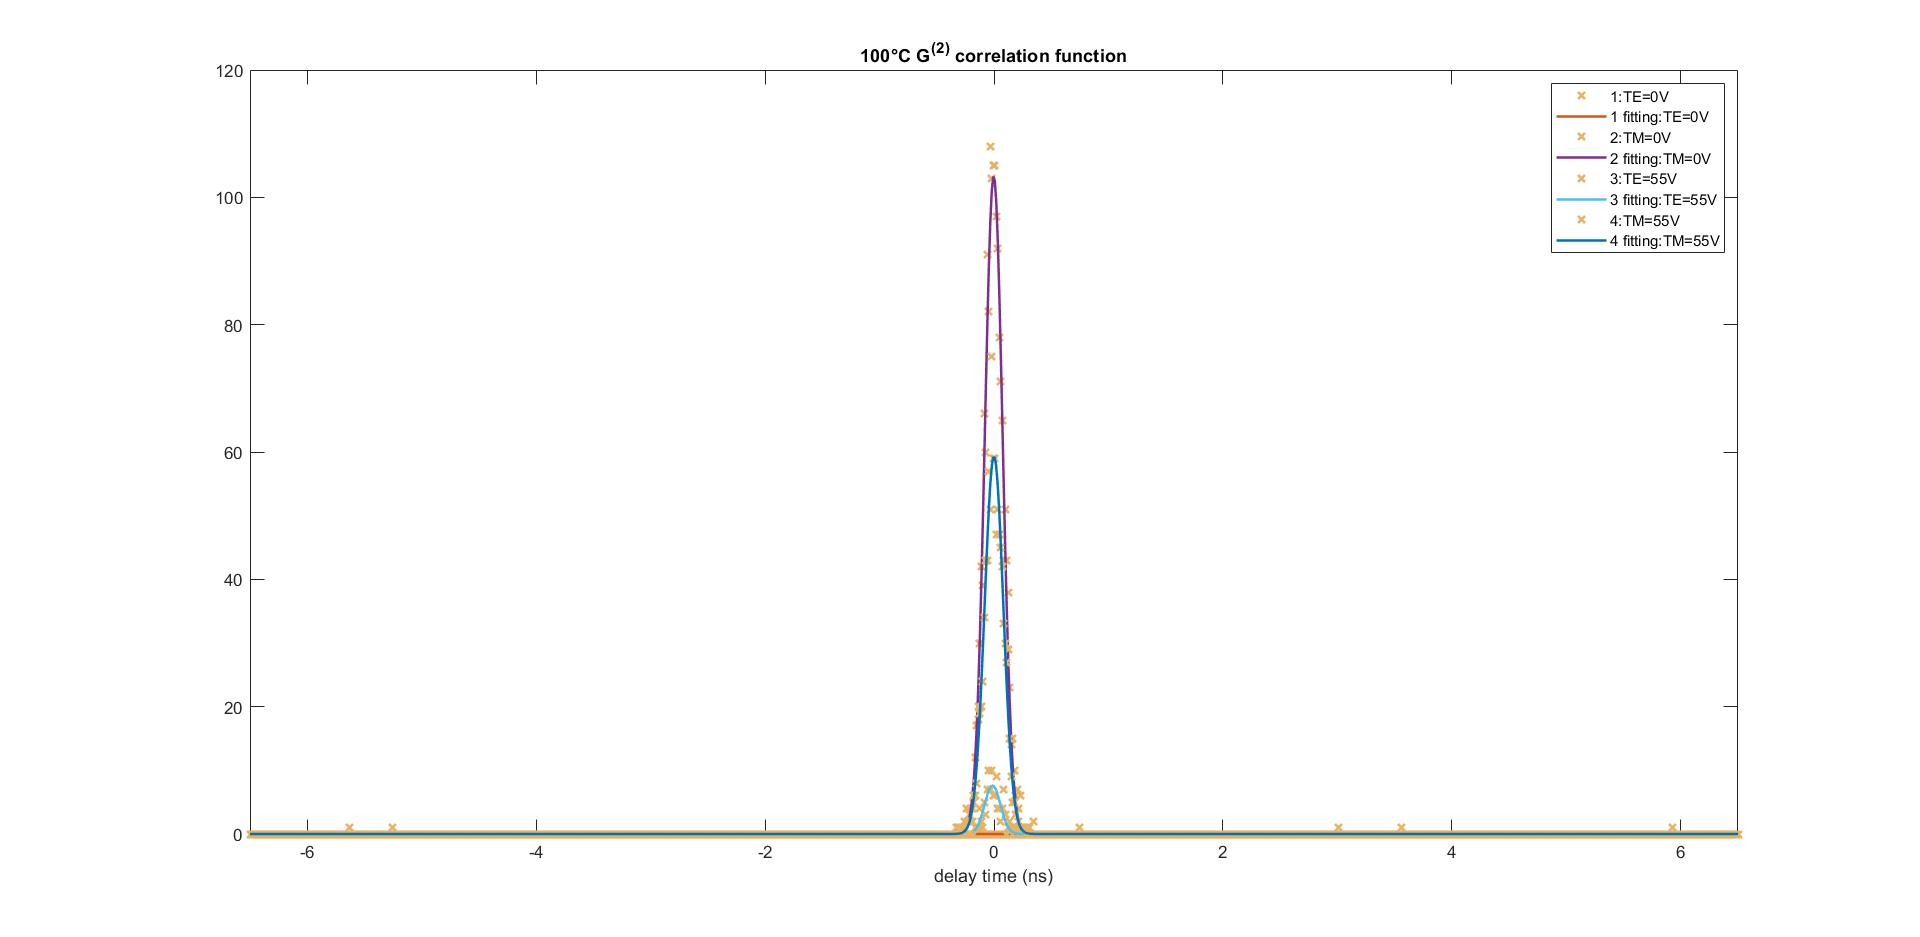 100°C G(2) correlation function
120
100
80
60
40
20
0
-6 -4 -2 0 2 4 6
delay time (ns)
1:TE=0V
1 fitting:TE=0V
2:TM=0V
2 fitting:TM=0V
3:TE=55V
3 fitting:TE=55V
4:TM=55V
4 fitting:TM=55V